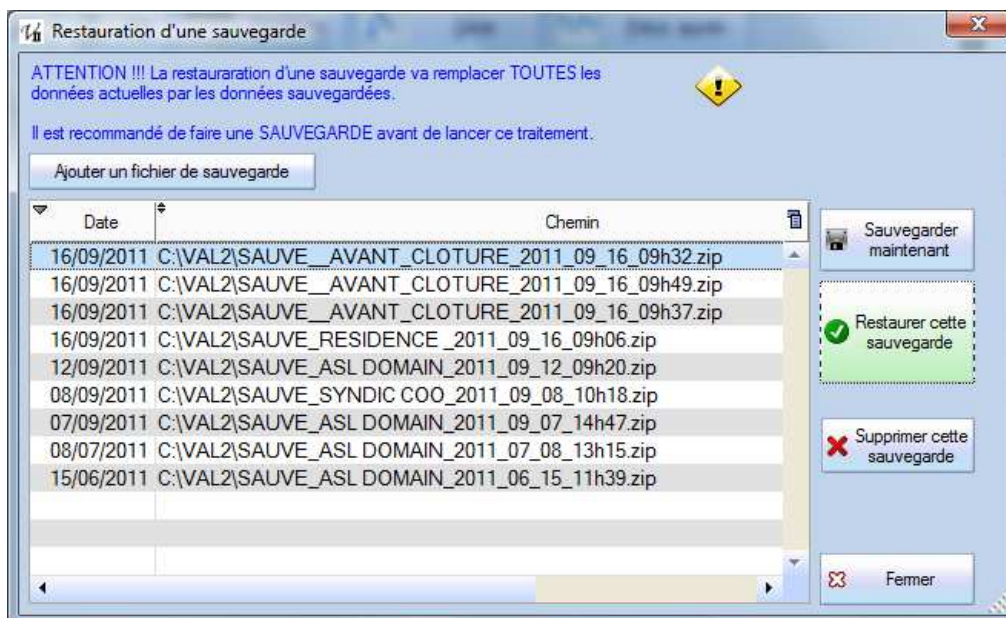 Restauration d'une sauvegarde
ATTENTION !!! La restauraration d'une sauvegarde va remplacer TOUTES les
données actuelles par les données sauvegardées.
Il est recommandé de faire une SAUVEGARDE avant de lancer ce traitement.
Ajouter un fichier de sauvegarde
Date Chemin
16/09/2011 C:\VAL2\SAUVE__AVANT_CLOTURE_2011_09_16_09h32.zip
16/09/2011 C:\VAL2\SAUVE__AVANT_CLOTURE_2011_09_16_09h49.zip
16/09/2011 C:\VAL2\SAUVE__AVANT_CLOTURE_2011_09_16_09h37.zip
16/09/2011 C:\VAL2\SAUVE_RESIDENCE _2011_09_16_09h06.zip
12/09/2011 C:\VAL2\SAUVE_ASL DOMAIN_2011_09_12_09h20.zip
08/09/2011 C:\VAL2\SAUVE_SYNDIC COO_2011_09_08_10h18.zip
07/09/2011 C:\VAL2\SAUVE_ASL DOMAIN_2011_09_07_14h47.zip
08/07/2011 C:\VAL2\SAUVE_ASL DOMAIN_2011_07_08_13h15.zip
15/06/2011 C:\VAL2\SAUVE_ASL DOMAIN_2011_06_15_11h39.zip
Sauvegarder
maintenant
Restaurer cette
sauvegarde
Supprimer cette
sauvegarde
Fermer